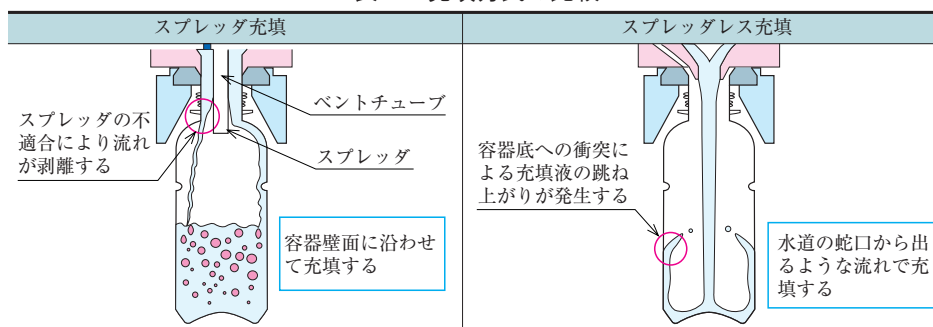 スプレッダ充填
スプレッダレス充填
ベントチューブ
スプレッダの不
適合により流れ
が剥離する
スプレッダ
容器壁面に沿わせ
て充填する
容器底への衝突に
よる充填液の跳ね
上がりが発生する
水道の蛇口から出
るような流れで充
填する